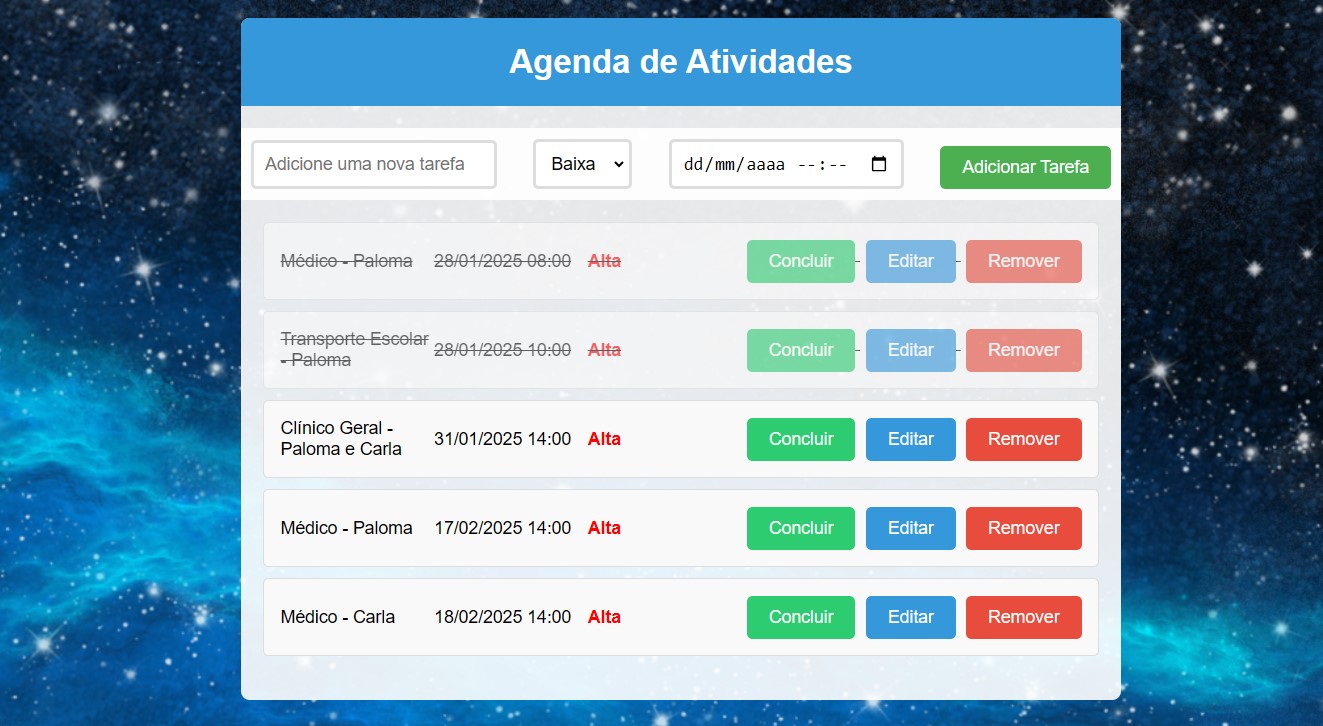 Agenda de Atividades
Adicione uma nova tarefa Baixa dd/mm/aaaa --:-- Adicionar Tarefa
Médico - Paloma 28/01/2025 08:00 Alta Concluir Editar Remover
Transporte Escolar
- Paloma 28/01/2025 10:00 Alta Concluir Editar Remover
Clínico Geral -
Paloma e Carla 31/01/2025 14:00 Alta Concluir Editar Remover
Médico - Paloma 17/02/2025 14:00 Alta Concluir Editar Remover
Médico - Carla 18/02/2025 14:00 Alta Concluir Editar Remover